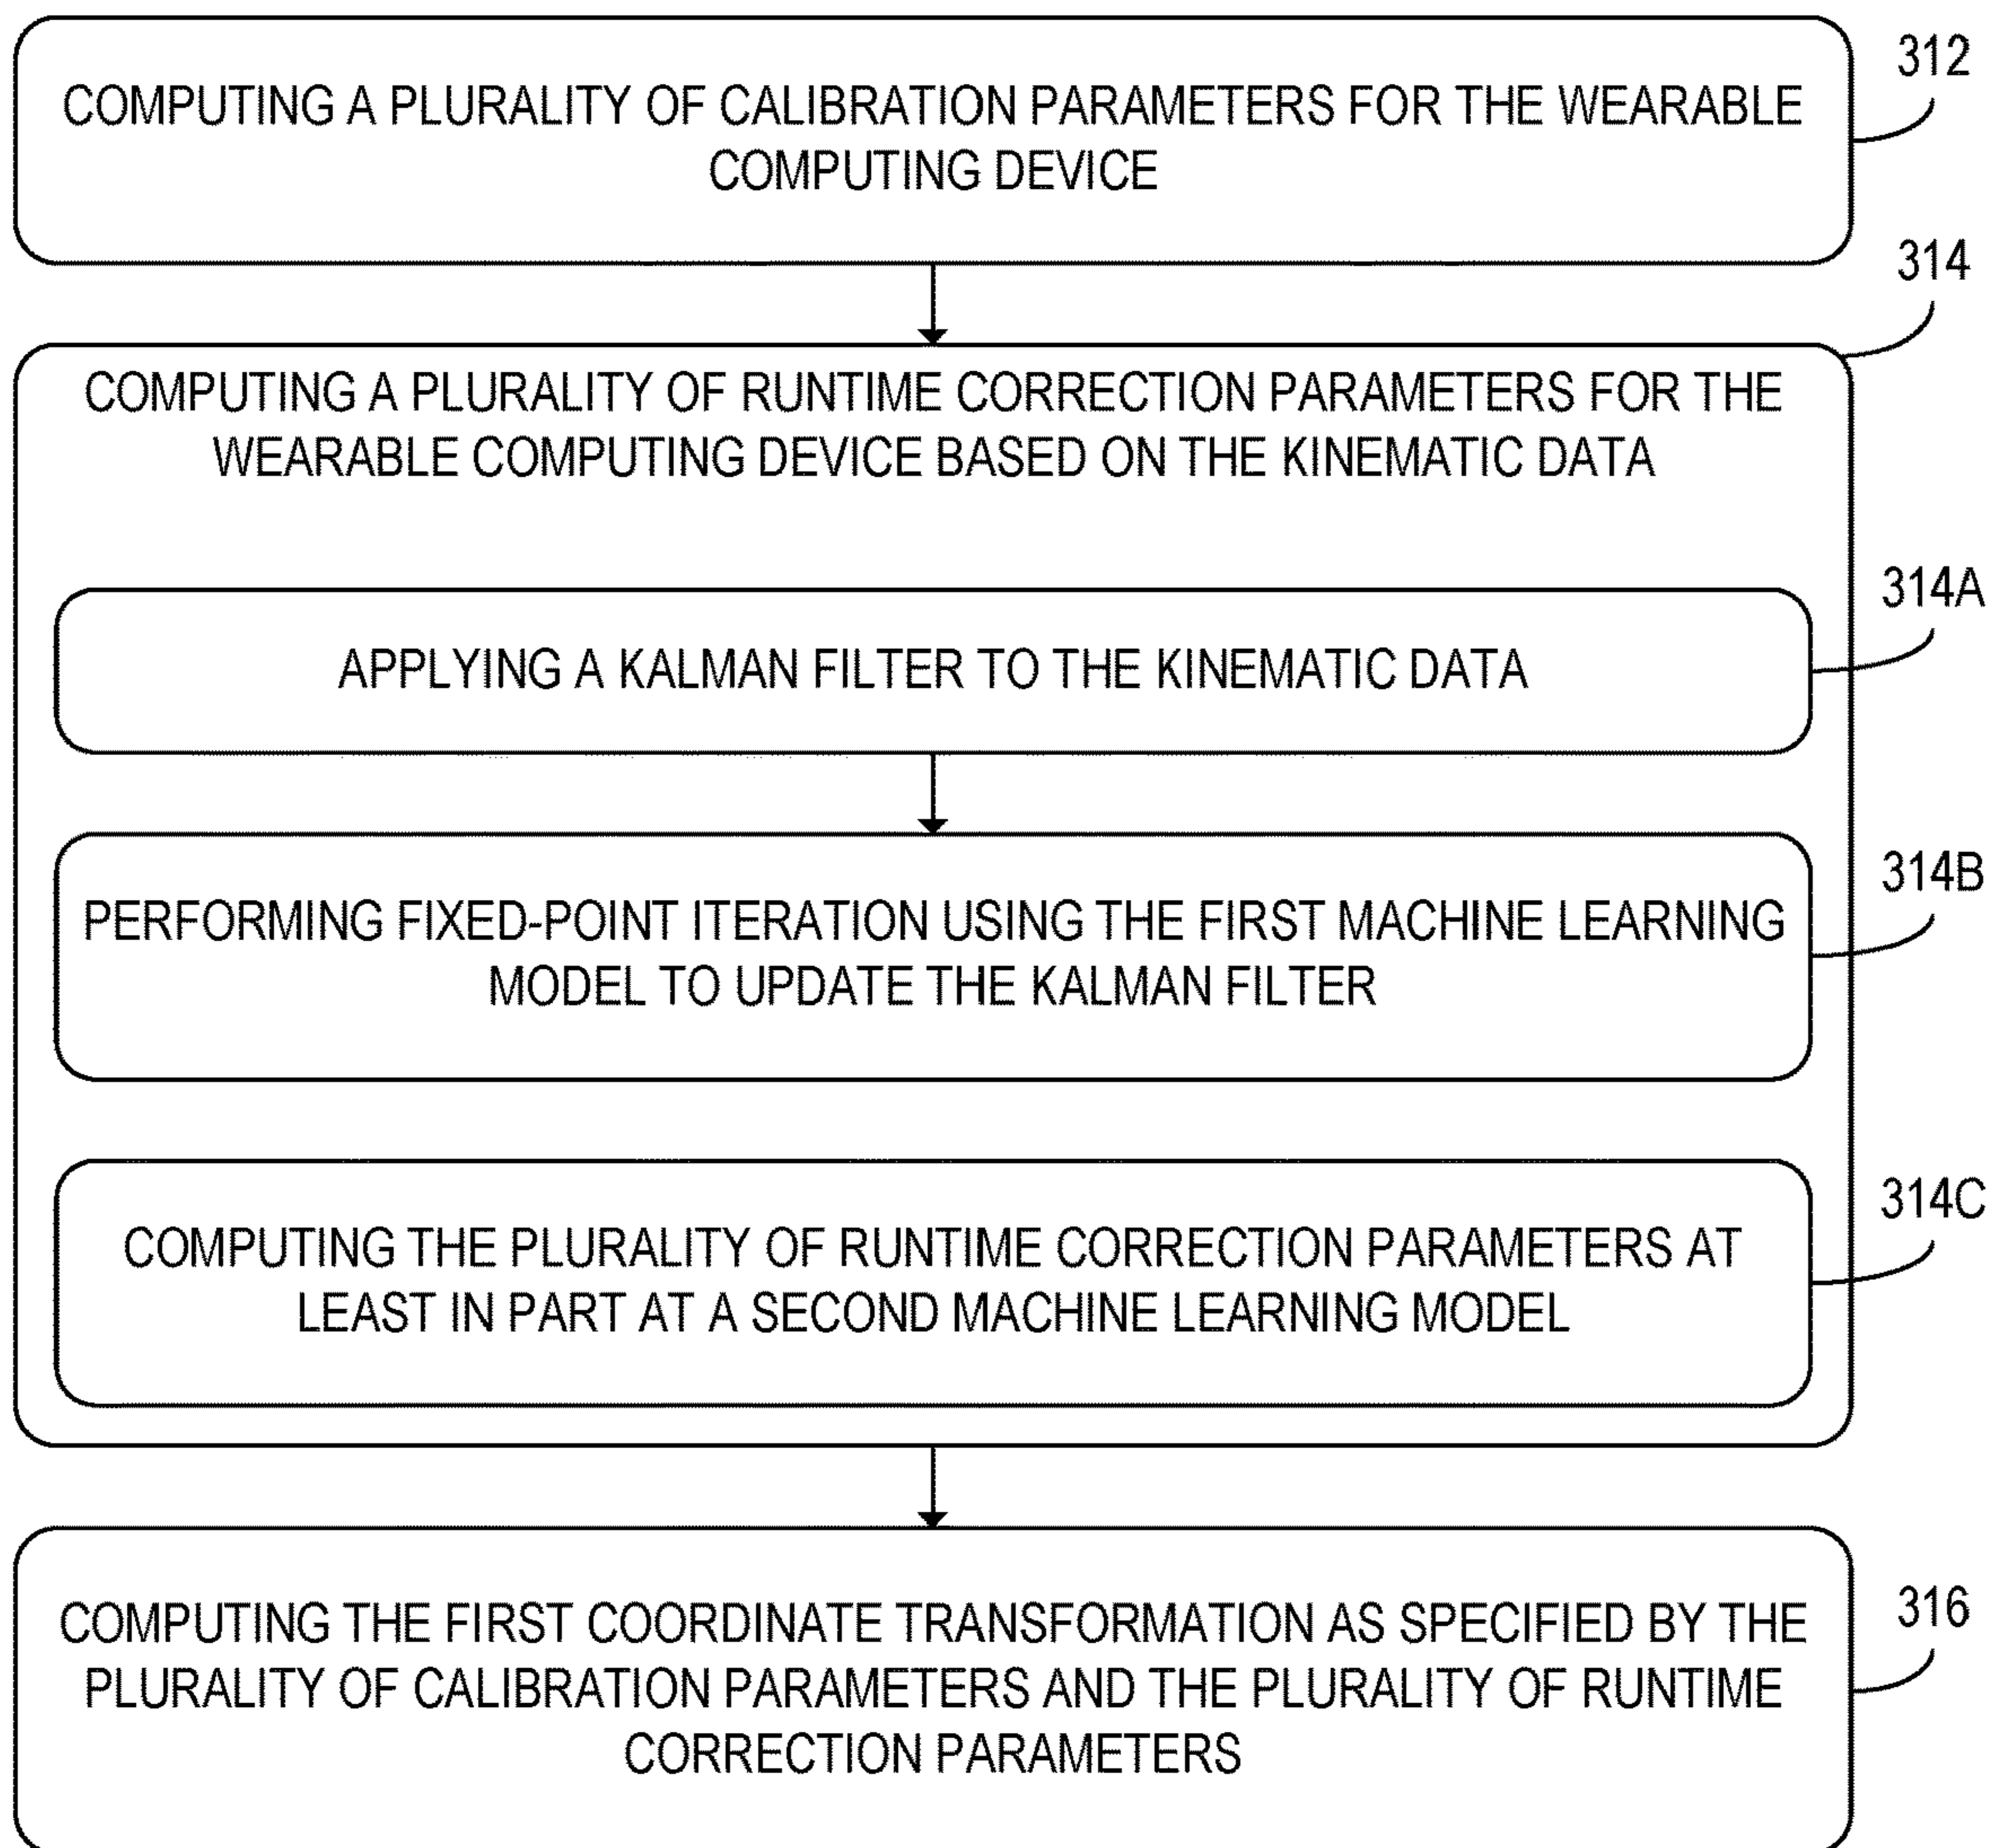 312
COMPUTING A PLURALITY OF CALIBRATION PARAMETERS FOR THE WEARABLE
COMPUTING DEVICE
314
COMPUTING A PLURALITY OF RUNTIME CORRECTION PARAMETERS FOR THE
WEARABLE COMPUTING DEVICE BASED ON THE KINEMATIC DATA
314A
APPLYING A KALMAN FILTER TO THE KINEMATIC DATA
314B
PERFORMING FIXED-POINT ITERATION USING THE FIRST MACHINE LEARNING
MODEL TO UPDATE THE KALMAN FILTER
314C
COMPUTING THE PLURALITY OF RUNTIME CORRECTION PARAMETERS AT
LEAST IN PART AT A SECOND MACHINE LEARNING MODEL
316
COMPUTING THE FIRST COORDINATE TRANSFORMATION AS SPECIFIED BY THE
PLURALITY OF CALIBRATION PARAMETERS AND THE PLURALITY OF RUNTIME
CORRECTION PARAMETERS